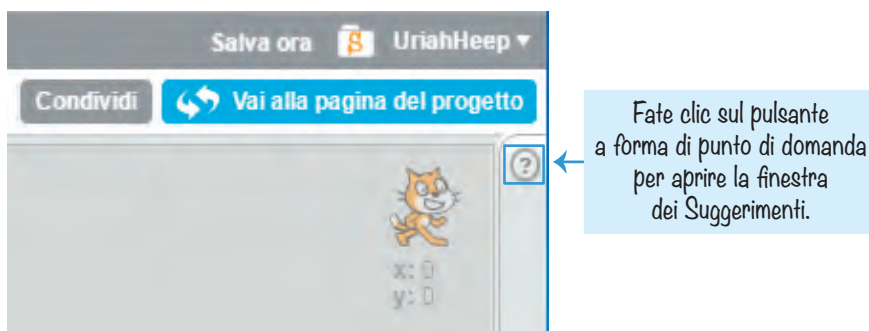 Salva ora UriahHeep ▾
Condividi Vai alla pagina del progetto
Fate clic sul pulsante
a forma di punto di domanda
per aprire la finestra
dei Suggerimenti.
?
x: 0
y: 0